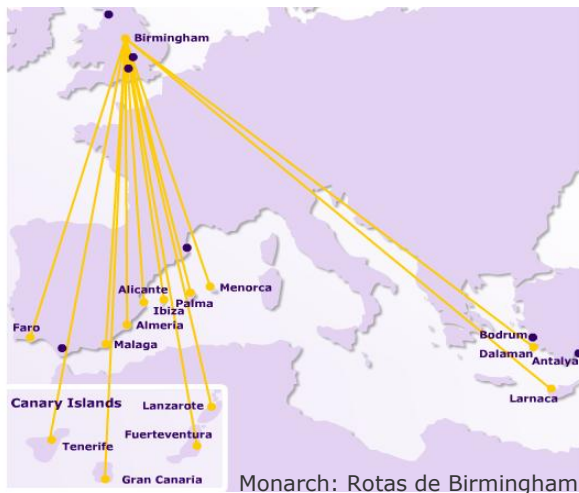 Birmingham
Menorca
Alicante
Ibiza
Palma
Faro
Almeria
Malaga
Bodrum
Dalaman
Antalya
Larnaca
Canary Islands
Lanzarote
Fuerteventura
Tenerife
Gran Canaria
Monarch: Rotas de Birmingham